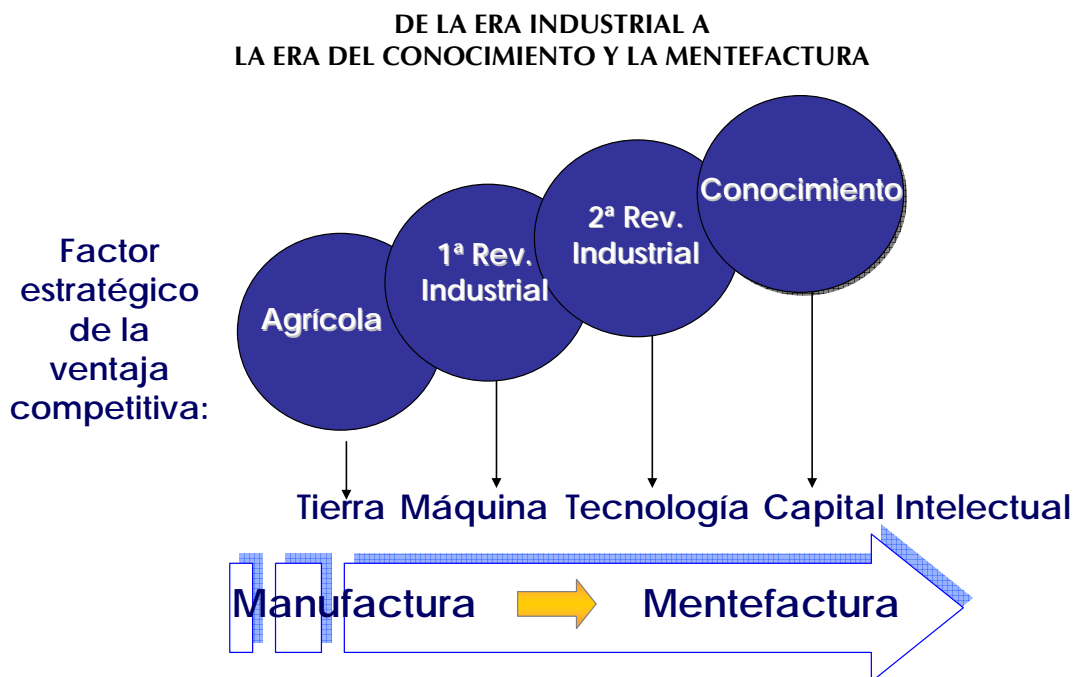 DE LA ERA INDUSTRIAL A
LA ERA DEL CONOCIMIENTO Y LA MENTEFACTURA
Factor
estratégico
de la
ventaja
competitiva:
Agrícola
1ª Rev.
Industrial
2ª Rev.
Industrial
Conocimiento
Tierra Máquina Tecnología Capital Intelectual
Manufactura Mentefactura